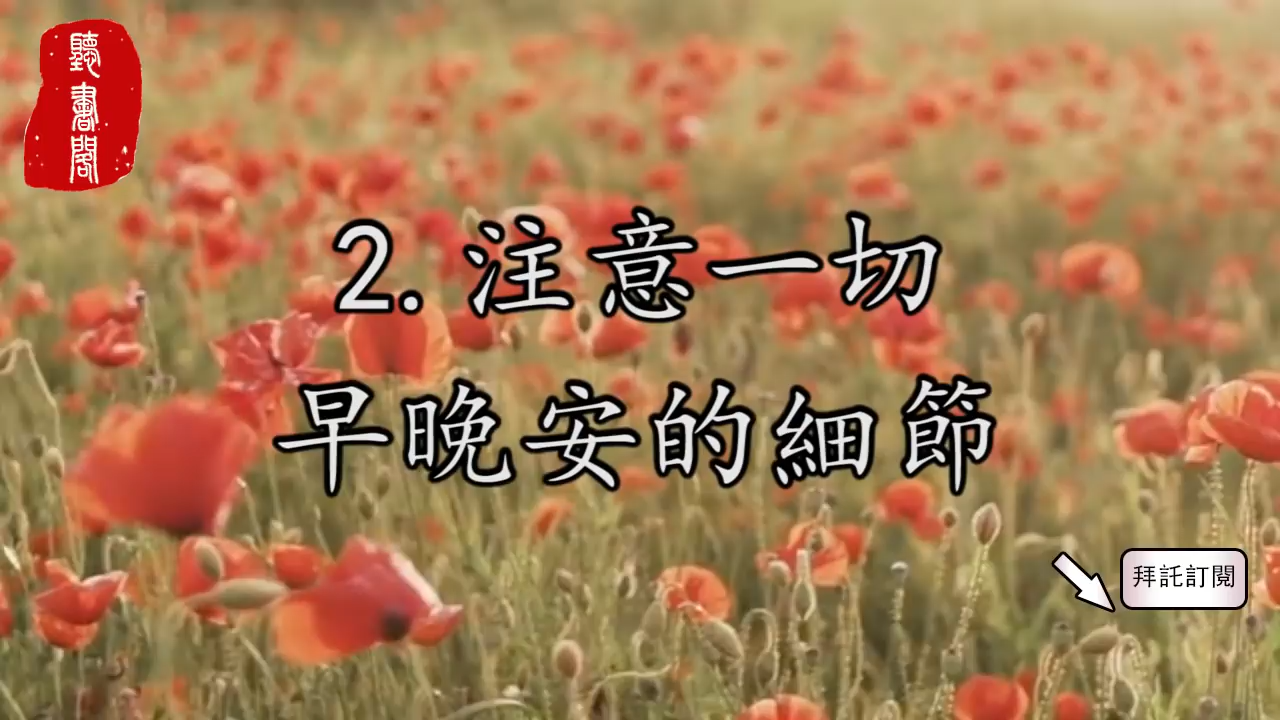 聽書閣
2. 注意一切
早晚安的細節
拜託訂閱